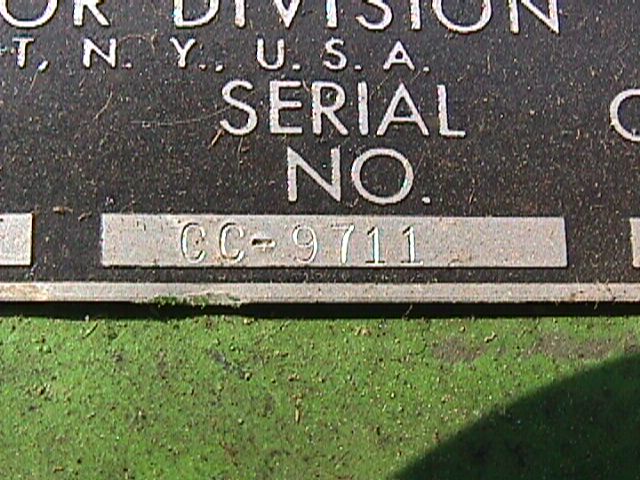 OR DIVISION
T, N. Y., U. S. A.
SERIAL
NO.
CC-9711